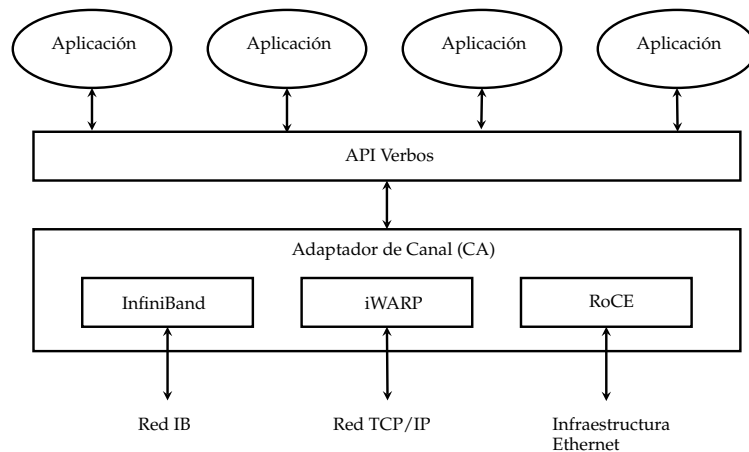 Aplicación
Aplicación
Aplicación
Aplicación
API Verbos
Adaptador de Canal (CA)
InfiniBand
iWARP
RoCE
Red IB
Red TCP/IP
Infraestructura
Ethernet